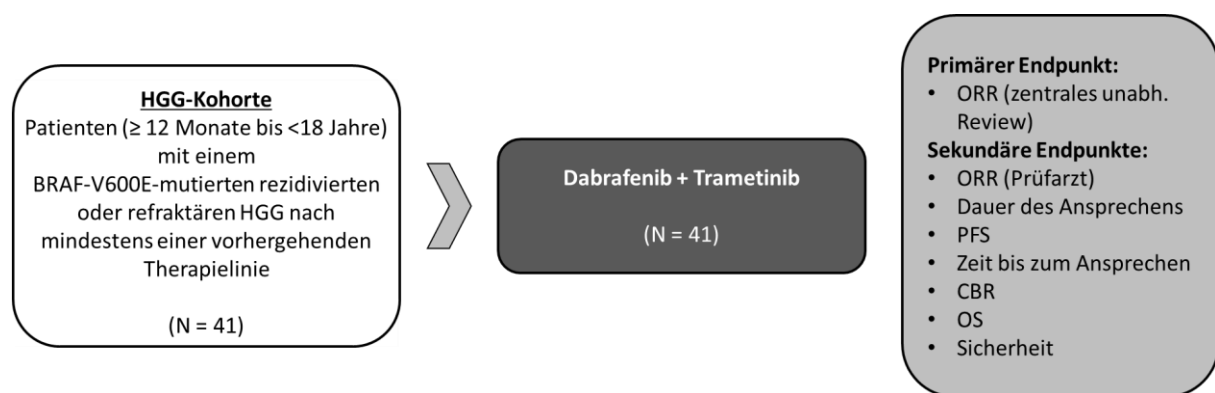 HGG-Kohorte
Patienten (≥ 12 Monate bis <18 Jahre)
mit einem
BRAF-V600E-mutierten rezidivierten
oder refraktären HGG nach
mindestens einer vorhergehenden
Therapielinie
(N = 41)
Dabrafenib + Trametinib
(N = 41)
Primärer Endpunkt:
• ORR (zentrales unabh.
Review)
Sekundäre Endpunkte:
• ORR (Prüfarzt)
• Dauer des Ansprechens
• PFS
• Zeit bis zum Ansprechen
• CBR
• OS
• Sicherheit